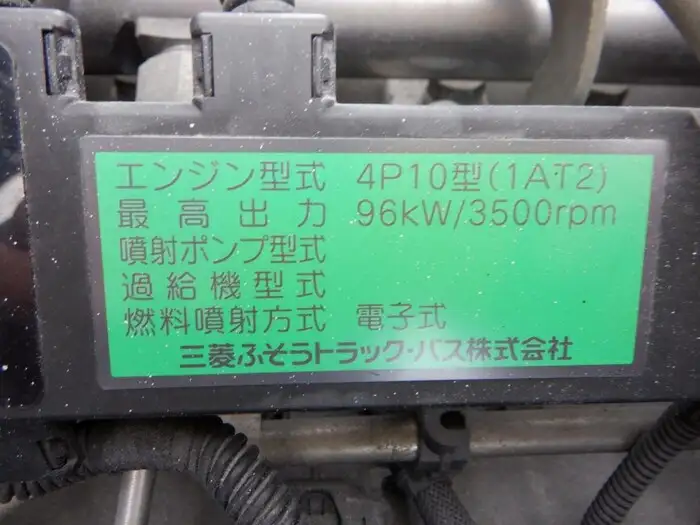 エンジン型式 4P10型(1AT2)
最高出力 96kW/3500rpm
噴射ポンプ型式
過給機型式
燃料噴射方式 電子式
三菱ふそうトラック・バス株式会社